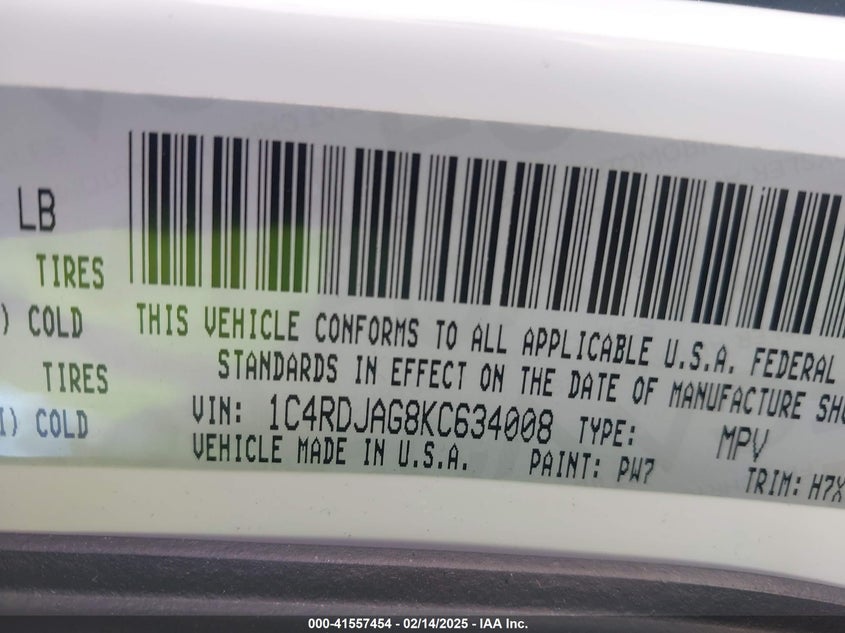 LB
TIRES
) COLD
TIRES
I) COLD
THIS VEHICLE CONFORMS TO ALL APPLICABLE U.S.A. FEDERAL
STANDARDS IN EFFECT ON THE DATE OF MANUFACTURE SHO
VIN: 1C4RDJAG8KC634008 TYPE: MPV
VEHICLE MADE IN U.S.A. PAINT: PW7 TRIM: H7X
000-41557454 – 02/14/2025 – IAA Inc.